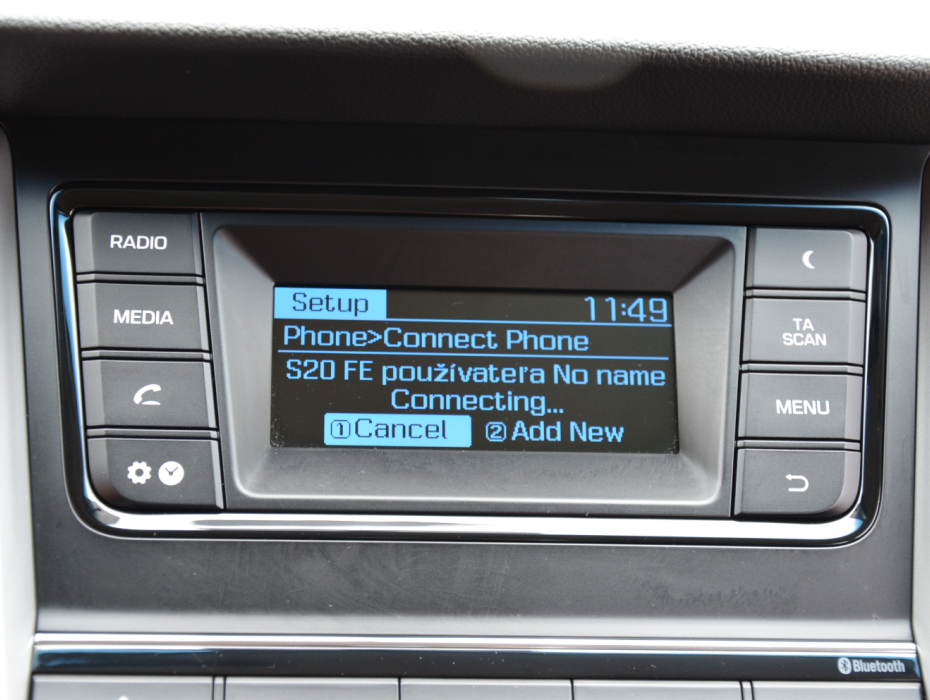 RADIO
MEDIA
Setup 11:49
Phone>Connect Phone
S20 FE používateľa No name
Connecting...
①Cancel ②Add New
TA
SCAN
MENU
Bluetooth